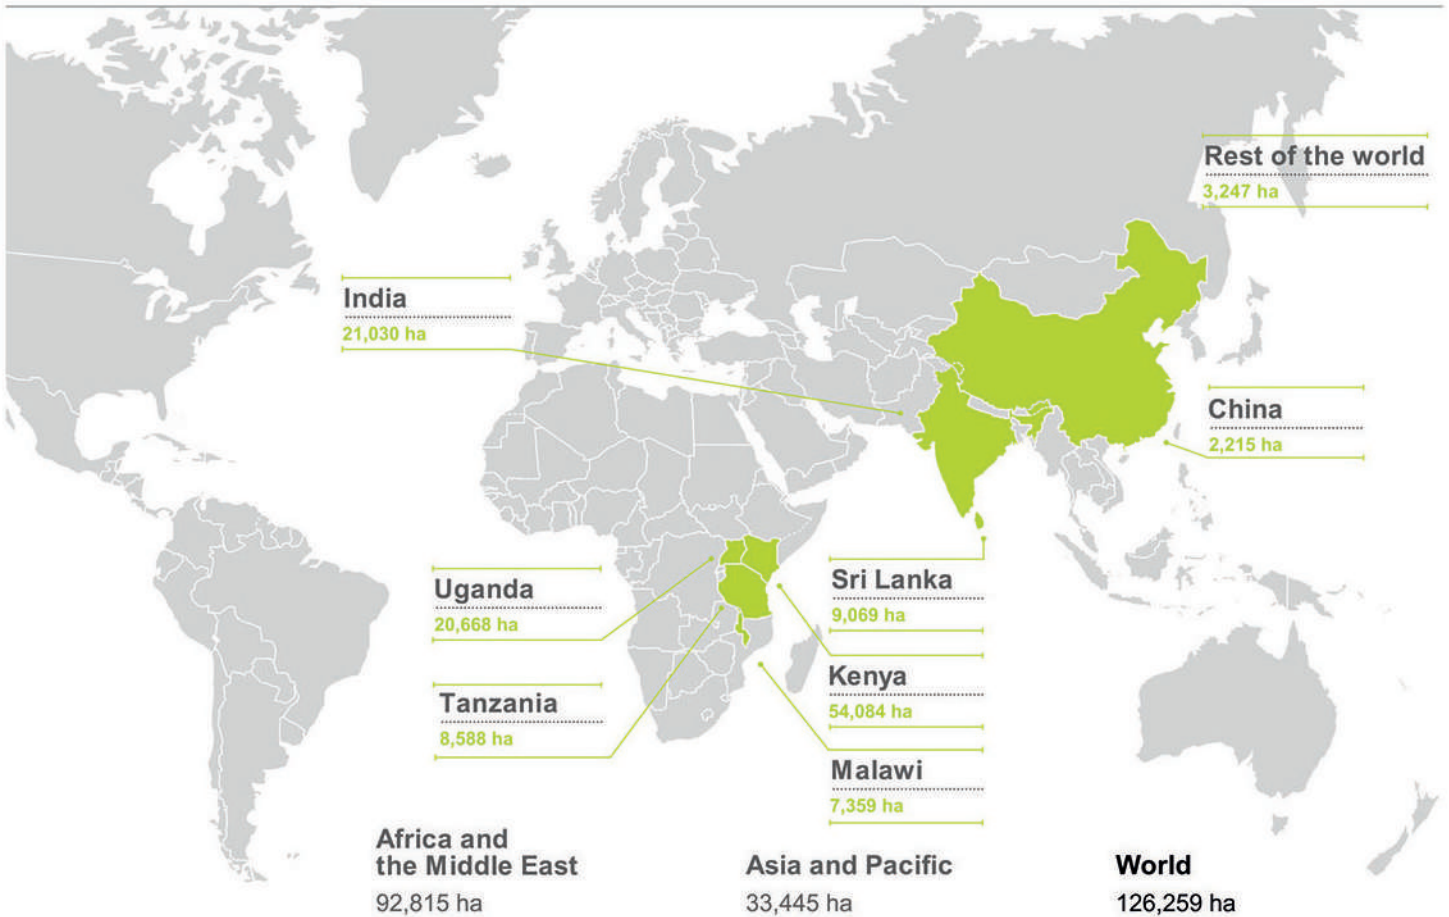 Rest of the world
3,247 ha
India
21,030 ha
China
2,215 ha
Uganda
20,668 ha
Sri Lanka
9,069 ha
Tanzania
8,588 ha
Kenya
54,084 ha
Malawi
7,359 ha
Africa and
the Middle East
92,815 ha
Asia and Pacific
33,445 ha
World
126,259 ha